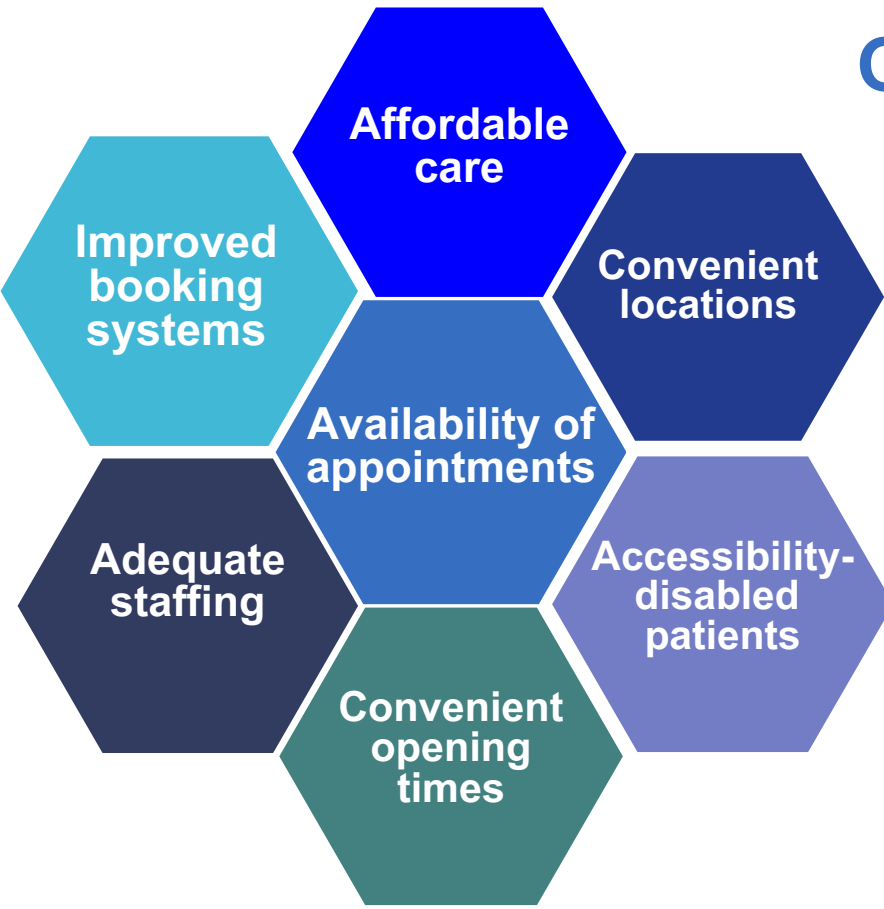 Affordable
care
Improved
booking
systems
Convenient
locations
Availability of
appointments
Adequate
staffing
Accessibility-
disabled
patients
Convenient
opening
times